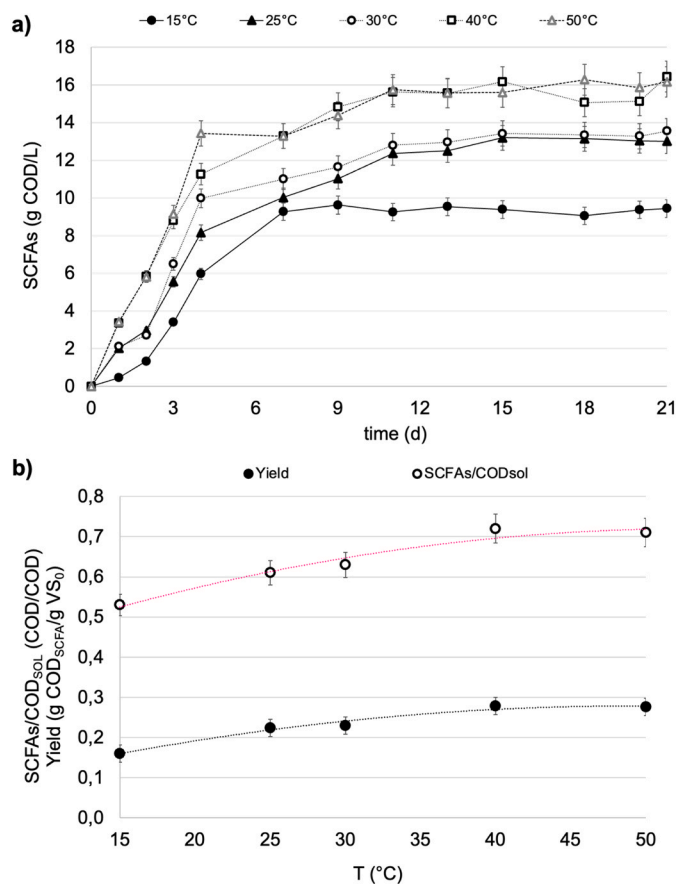 a)
15°C 25°C 30°C 40°C 50°C
18
16
14
12
10
8
6
4
2
0
SCFAs (g COD/L)
0 3 6 9 12 15 18 21
time (d)
b)
Yield SCFAs/CODsol
0,8
0,7
0,6
0,5
0,4
0,3
0,2
0,1
0,0
SCFAs/COD_SOL (COD/COD)
Yield (g COD_SCFA/g VS_0)
15 20 25 30 35 40 45 50
T (°C)